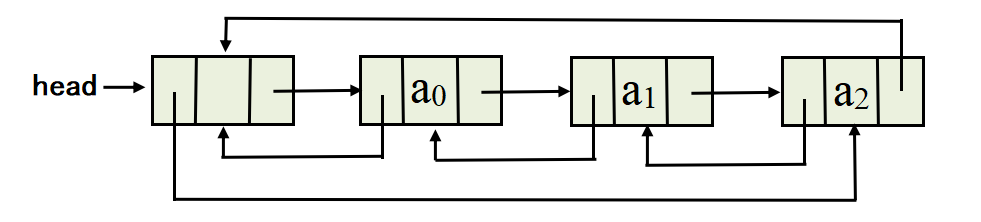 head a₀ a₁ a₂